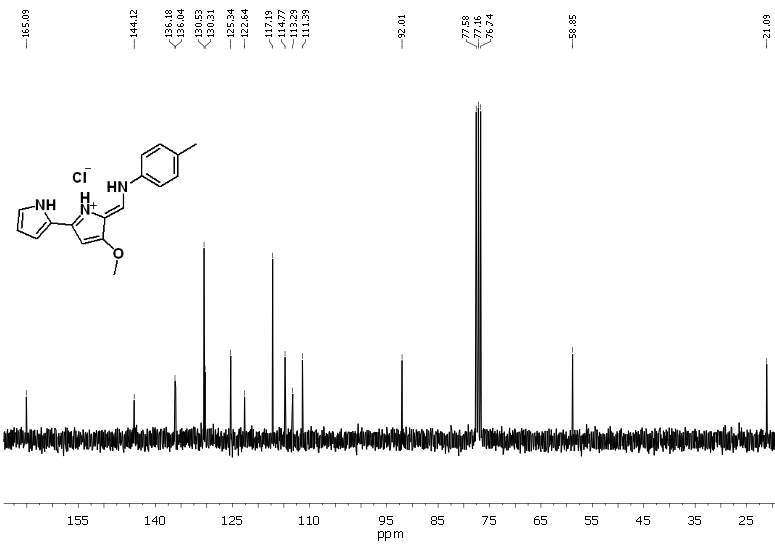 165.09
144.12
136.18
136.04
130.53
130.31
125.34
122.64
117.19
114.77
113.29
111.39
92.01
77.58
77.16
76.74
58.85
21.09
Cl−
HN
H
NH
N+
O
155 140 125 110 95 85 75 65 55 45 35 25
ppm